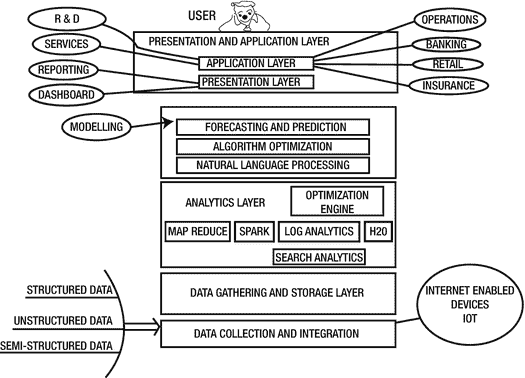 USER
R & D
SERVICES
REPORTING
DASHBOARD
PRESENTATION AND APPLICATION LAYER
APPLICATION LAYER
PRESENTATION LAYER
OPERATIONS
BANKING
RETAIL
INSURANCE
MODELLING
FORECASTING AND PREDICTION
ALGORITHM OPTIMIZATION
NATURAL LANGUAGE PROCESSING
ANALYTICS LAYER
OPTIMIZATION
ENGINE
MAP REDUCE
SPARK
LOG ANALYTICS
H20
SEARCH ANALYTICS
STRUCTURED DATA
UNSTRUCTURED DATA
SEMI-STRUCTURED DATA
DATA GATHERING AND STORAGE LAYER
DATA COLLECTION AND INTEGRATION
INTERNET ENABLED
DEVICES
IOT